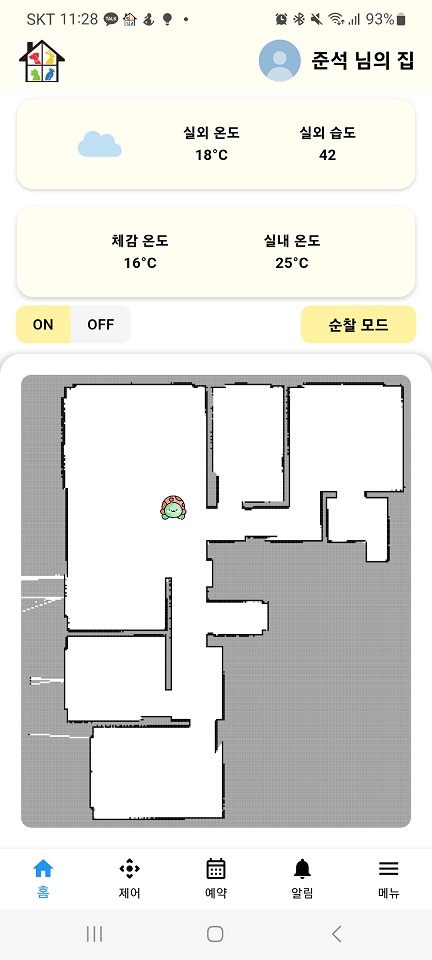 SKT 11:28 TALK 93%
준석 님의 집
실외 온도 실외 습도
18°C 42
체감 온도 실내 온도
16°C 25°C
ON OFF 순찰 모드
홈 제어 예약 알림 메뉴